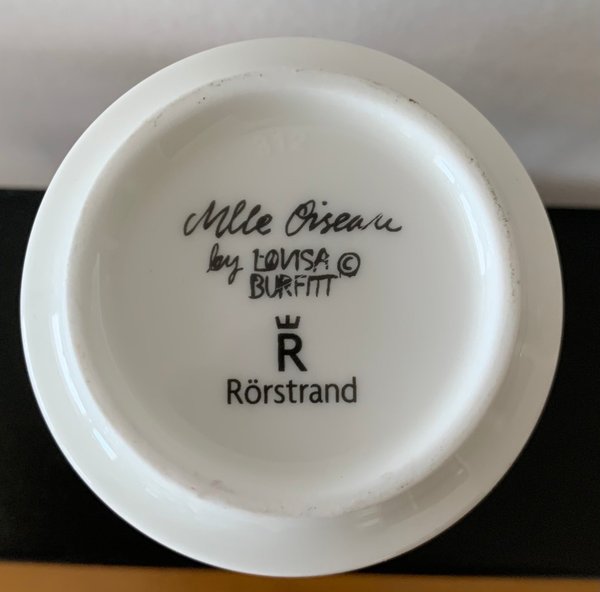 Mlle Oiseau
by LOVISA ©
BURFITT
R
Rörstrand